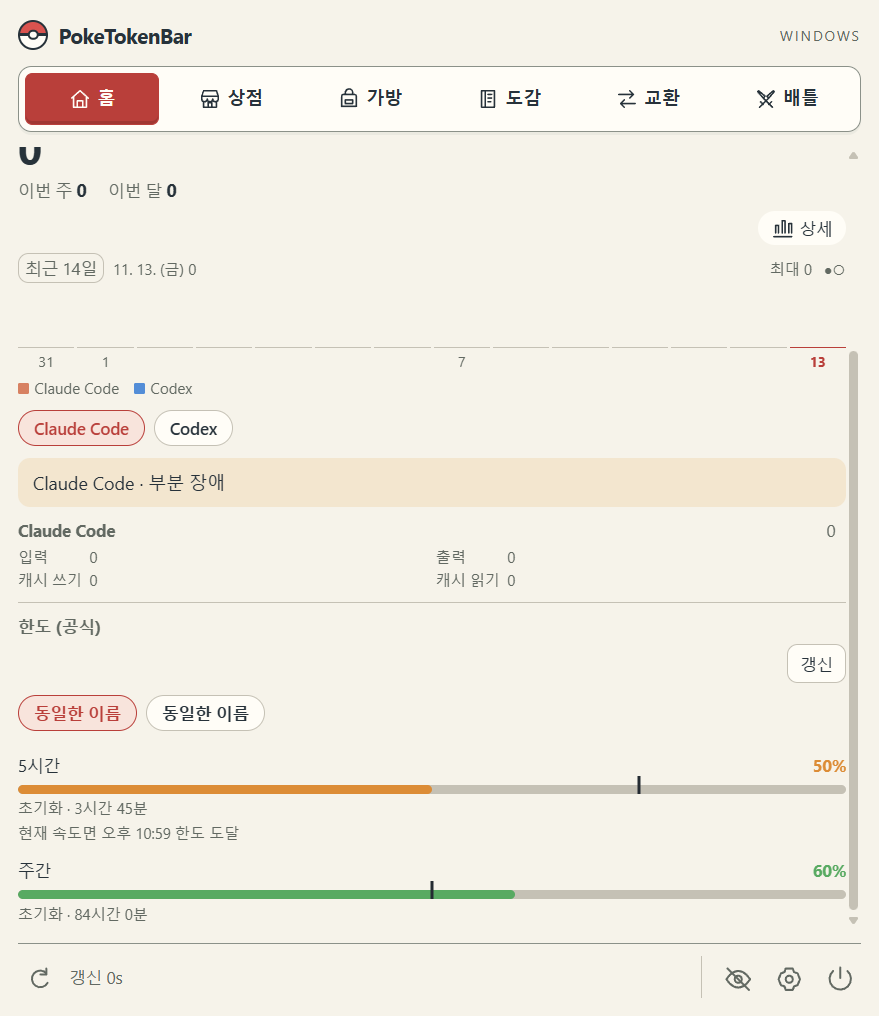 PokeTokenBar
WINDOWS
홈 상점 가방 도감 교환 배틀
0
이번 주 0 이번 달 0
상세
최근 14일 11. 13. (금) 0 최대 0
31 1 7 13
Claude Code Codex
Claude Code Codex
Claude Code · 부분 장애
Claude Code 0
입력 0 출력 0
캐시 쓰기 0 캐시 읽기 0
한도 (공식)
갱신
동일한 이름 동일한 이름
5시간 50%
초기화 · 3시간 45분
현재 속도면 오후 10:59 한도 도달
주간 60%
초기화 · 84시간 0분
갱신 0s